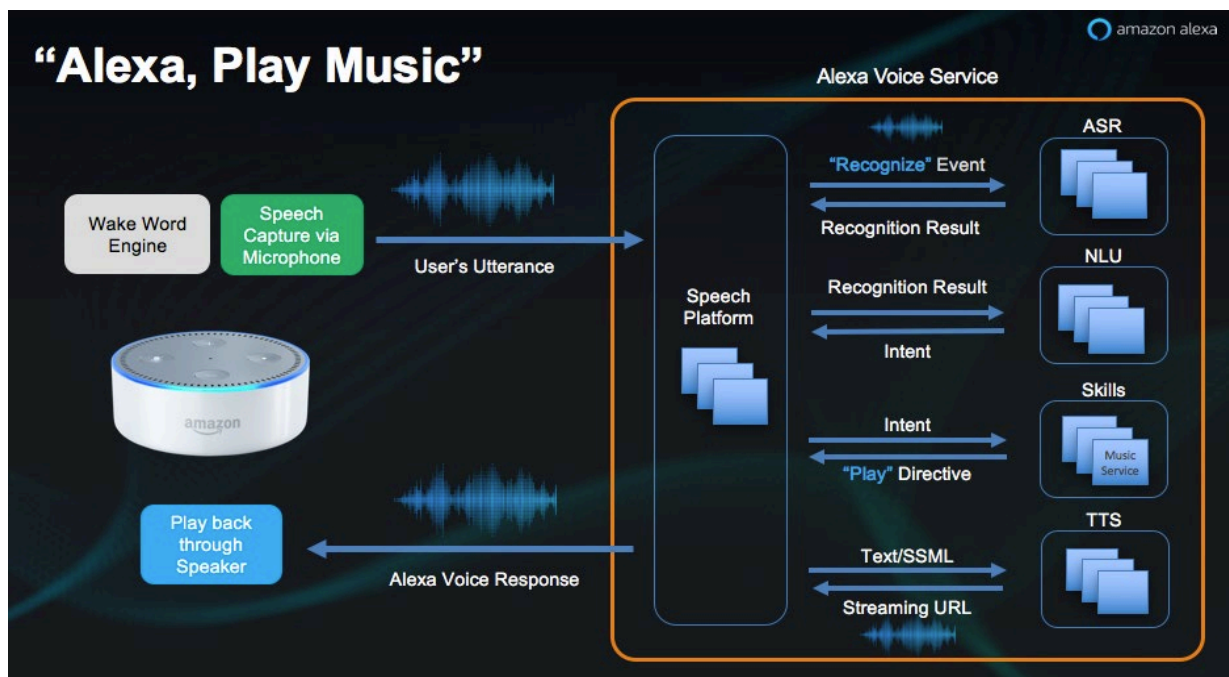 amazon alexa
“Alexa, Play Music”
Alexa Voice Service
ASR
“Recognize” Event
Recognition Result
Wake Word
Engine
Speech
Capture via
Microphone
User's Utterance
NLU
Recognition Result
Intent
Speech
Platform
amazon
Skills
Intent
“Play” Directive
Music
Service
TTS
Play back
through
Speaker
Alexa Voice Response
Text/SSML
Streaming URL